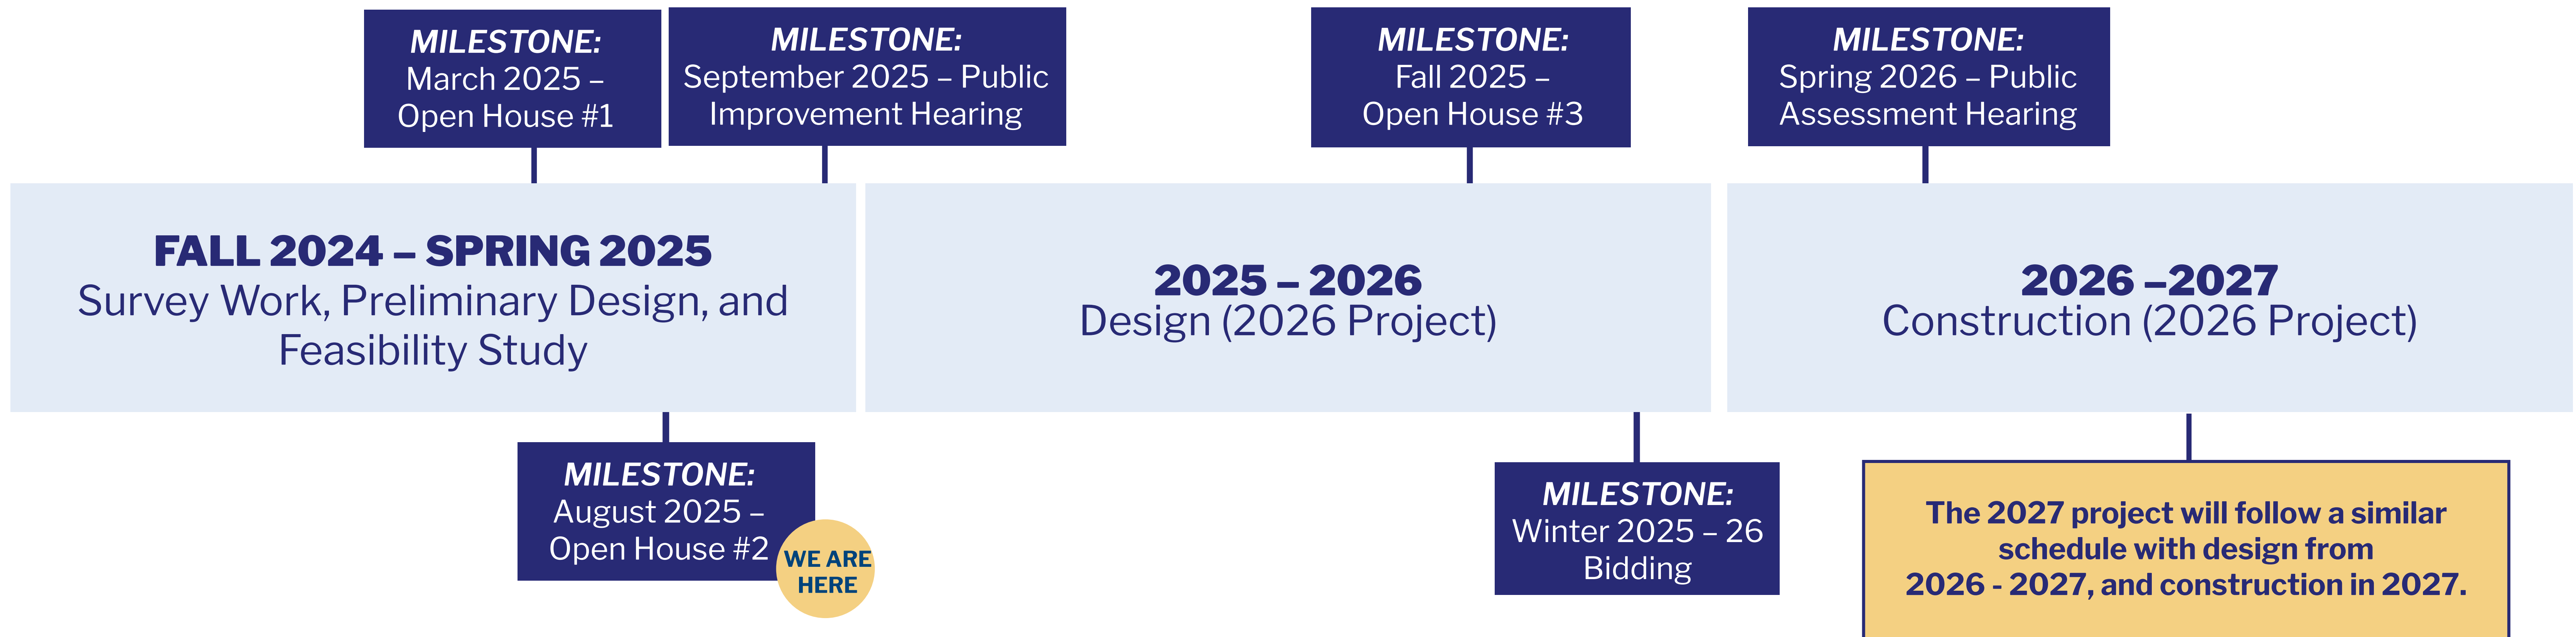 MILESTONE:
March 2025 –
Open House #1
MILESTONE:
September 2025 – Public
Improvement Hearing
MILESTONE:
Fall 2025 –
Open House #3
MILESTONE:
Spring 2026 – Public
Assessment Hearing
FALL 2024 – SPRING 2025
Survey Work, Preliminary Design, and
Feasibility Study
2025 – 2026
Design (2026 Project)
2026 –2027
Construction (2026 Project)
MILESTONE:
August 2025 –
Open House #2
WE ARE
HERE
MILESTONE:
Winter 2025 – 26
Bidding
The 2027 project will follow a similar
schedule with design from
2026 - 2027, and construction in 2027.